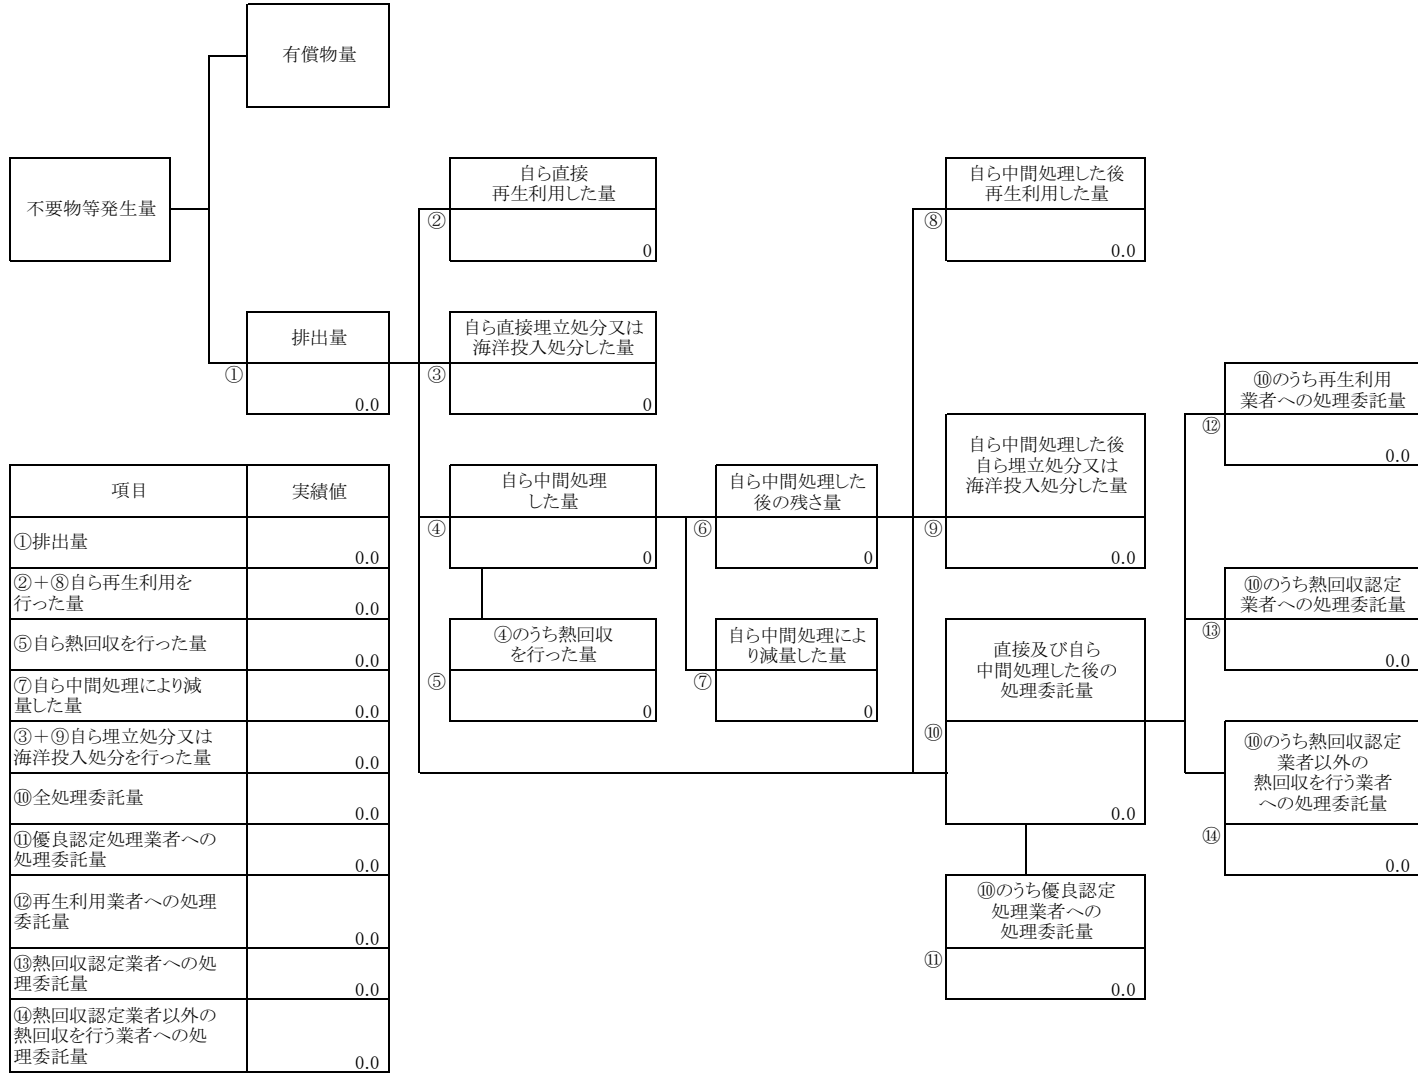 有償物量
不要物等発生量
自ら直接
再生利用した量
②
0
自ら中間処理した後
再生利用した量
⑧
0.0
排出量
①
0.0
自ら直接埋立処分又は
海洋投入処分した量
③
0
⑩のうち再生利用
業者への処理委託量
⑫
0.0
自ら中間処理
した量
④
0
自ら中間処理した
後の残さ量
⑥
0
自ら中間処理した後
自ら埋立処分又は
海洋投入処分した量
⑨
0.0
⑩のうち熱回収認定
業者への処理委託量
⑬
0.0
④のうち熱回収
を行った量
⑤
0
自ら中間処理によ
り減量した量
⑦
0
直接及び自ら
中間処理した後の
処理委託量
⑩
0.0
⑩のうち熱回収認定
業者以外の
熱回収を行う業者
への処理委託量
⑭
0.0
⑩のうち優良認定
処理業者への
処理委託量
⑪
0.0
項目 実績値
①排出量
0.0
②+⑧自ら再生利用を
行った量
0.0
⑤自ら熱回収を行った量
0.0
⑦自ら中間処理により減
量した量
0.0
③+⑨自ら埋立処分又は
海洋投入処分を行った量
0.0
⑩全処理委託量
0.0
⑪優良認定処理業者への
処理委託量
0.0
⑫再生利用業者への処理
委託量
0.0
⑬熱回収認定業者への処
理委託量
0.0
⑭熱回収認定業者以外の
熱回収を行う業者への処
理委託量
0.0